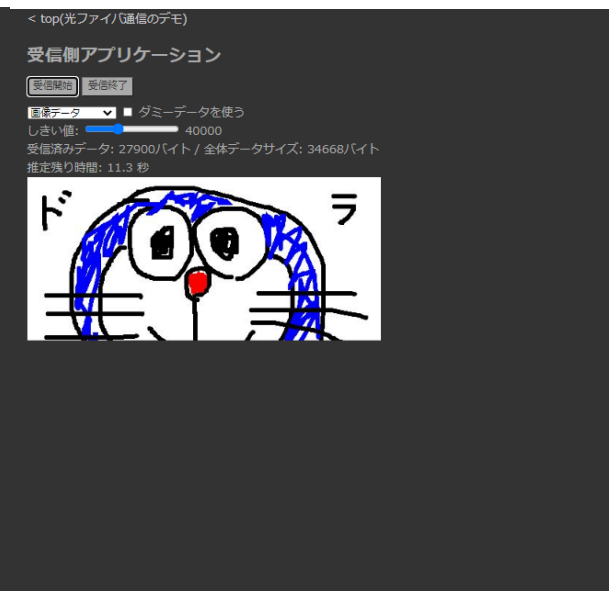 < top(光ファイバ通信のデモ)
受信側アプリケーション
受信開始 受信終了
画像データ ダミーデータを使う
しきい値: 40000
受信済みデータ: 27900バイト / 全体データサイズ: 34668バイト
推定残り時間: 11.3 秒
ド ラ